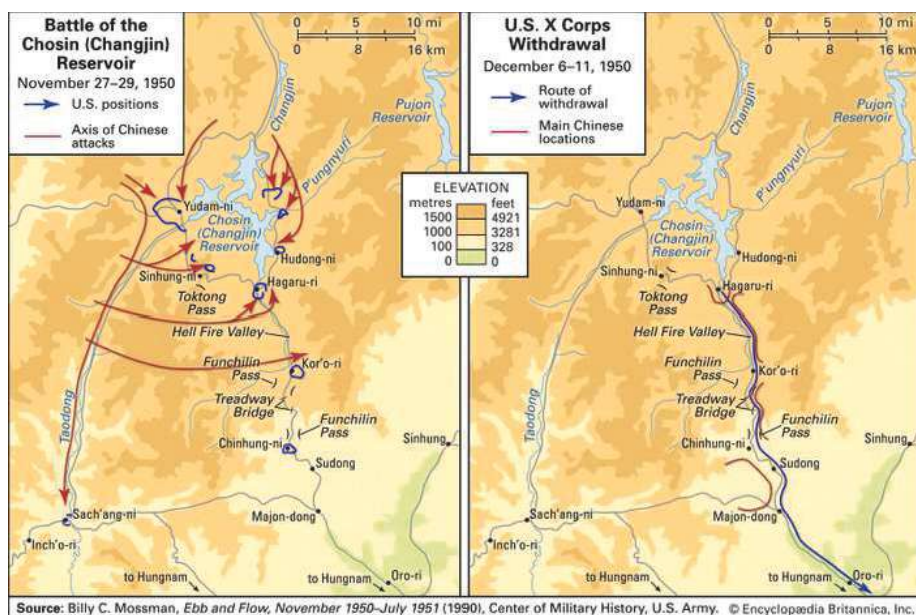 Battle of the
Chosin (Changjin)
Reservoir
November 27–29, 1950
U.S. positions
Axis of Chinese
attacks
0 5 10 mi
0 8 16 km
Changjin
Pujon
Reservoir
P'ungnyuri
Yudam-ni
Chosin
(Changjin)
Reservoir
Hudong-ni
Sinhung-ni
Hagaru-ri
Toktong
Pass
Hell Fire Valley
Funchilin
Pass
Kor'o-ri
Treadway
Bridge
Funchilin
Pass
Taodong
Chinhung-ni
Sudong
Sach'ang-ni
Majon-dong
Inch'o-ri
to Hungnam
to Hungnam
Oro-ri
ELEVATION
metres feet
1500 4921
1000 3281
100 328
0 0
U.S. X Corps
Withdrawal
December 6–11, 1950
Route of
withdrawal
Main Chinese
locations
0 5 10 mi
0 8 16 km
Changjin
Pujon
Reservoir
P'ungnyuri
Yudam-ni
Chosin
(Changjin)
Reservoir
Hudong-ni
Sinhung-ni
Hagaru-ri
Toktong
Pass
Hell Fire Valley
Funchilin
Pass
Kor'o-ri
Treadway
Bridge
Funchilin
Pass
Taodong
Chinhung-ni
Sinhung
Sudong
Sach'ang-ni
Majon-dong
Inch'o-ri
to Hungnam
to Hungnam
Oro-ri
Source: Billy C. Mossman, Ebb and Flow, November 1950–July 1951 (1990), Center of Military History, U.S. Army. © Encyclopædia Britannica, Inc.